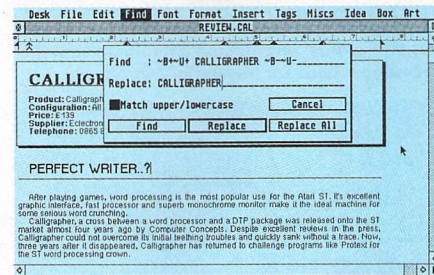 Desk File Edit Find Font Format Insert Tags Miscs Idea Box Art
REVIEW.CAL
Find : ~B+~U+ CALLIGRAPHER ~B-~U-
Replace: CALLIGRAPHER
Match upper/lowercase
Cancel
Find
Replace
Replace All
CALLIGR
Product: Calligraph
Configuration: All
Price: £139
Supplier: Eclectron
Telephone: 0865 8
PERFECT WRITER..?
After playing games, word processing is the most popular use for the Atari ST. It's excellent
graphic interface, fast processor and superb monochrome monitor make it the ideal machine for
some serious word crunching.
Calligrapher, a cross between a word processor and a DTP package was released onto the ST
market almost four years ago by Computer Concepts. Despite excellent reviews in the press,
Calligrapher could not overcome its initial teething troubles and quickly sank without a trace. Now,
three years after it disappeared, Calligrapher has returned to challenge programs like Protext for
the ST word processing crown.